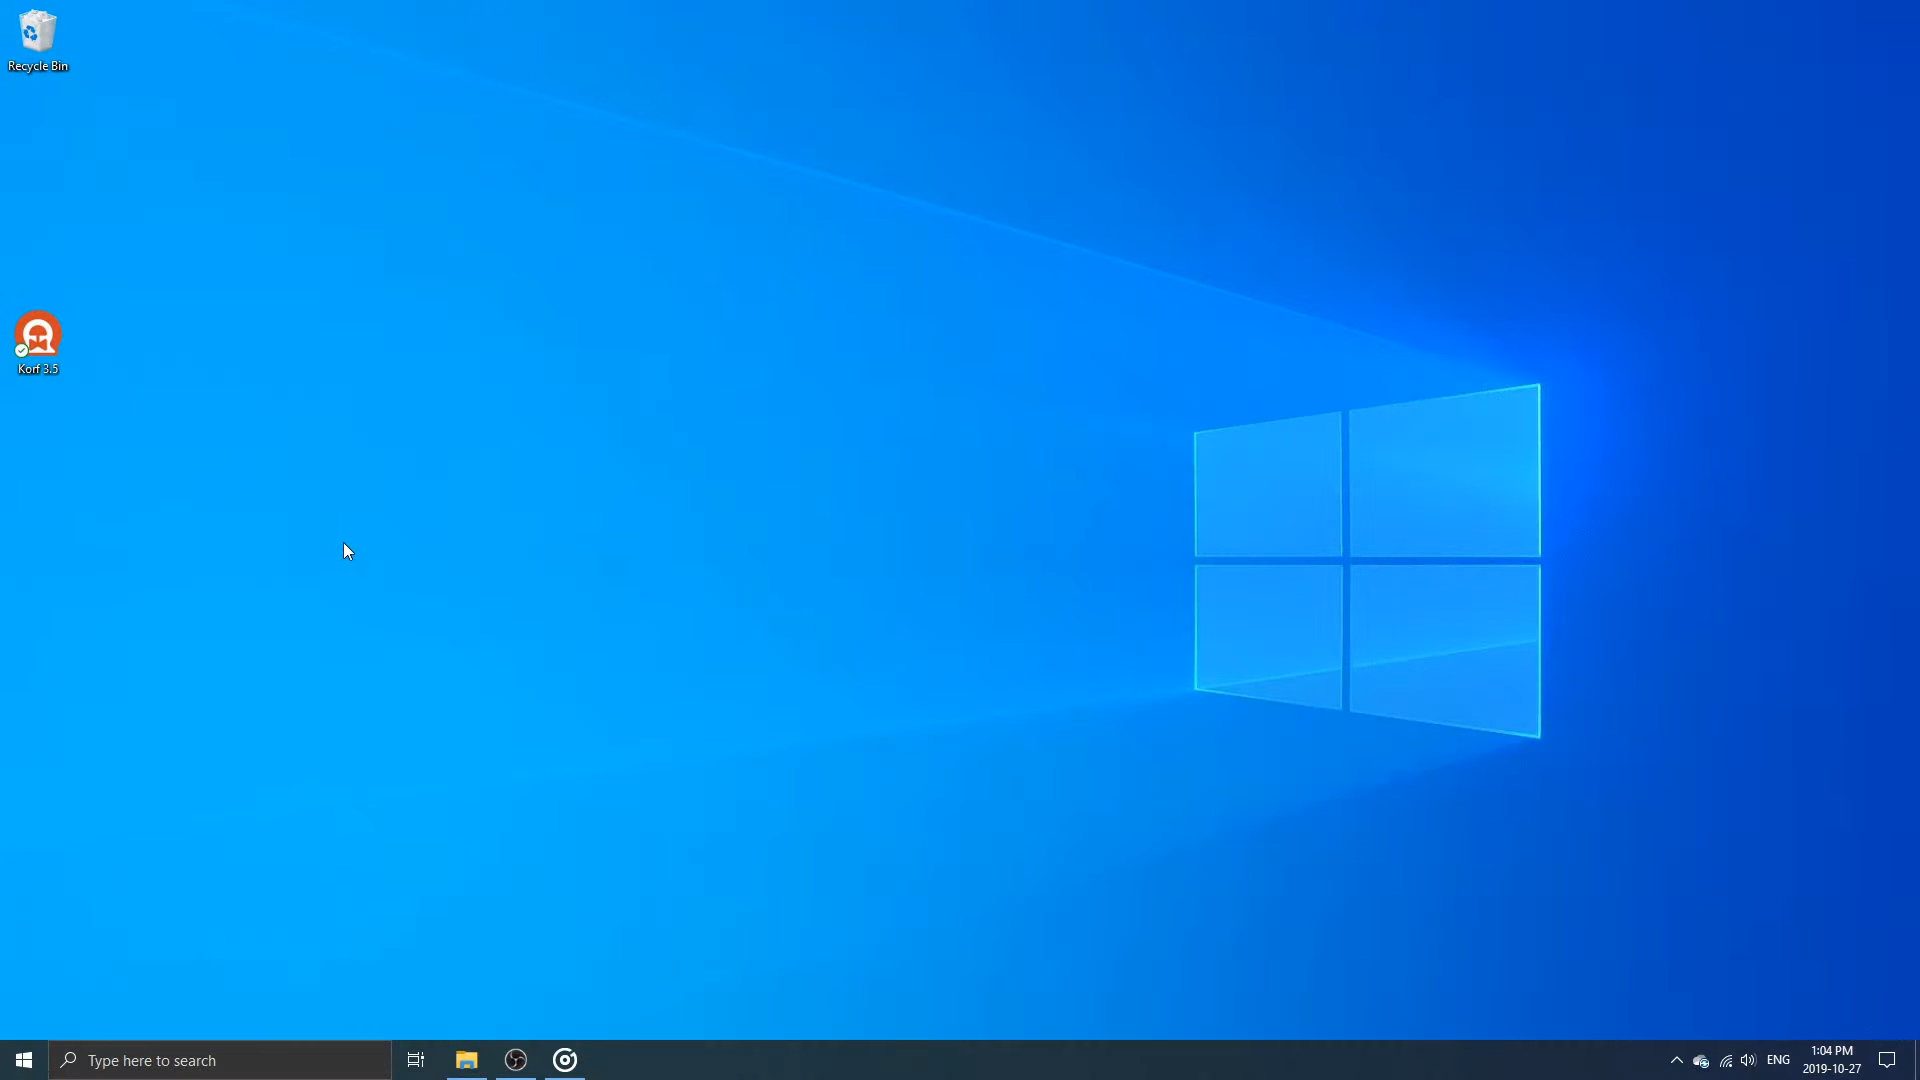 Recycle Bin
Korf 3.5
Type here to search
ENG
1:04 PM
2019-10-27